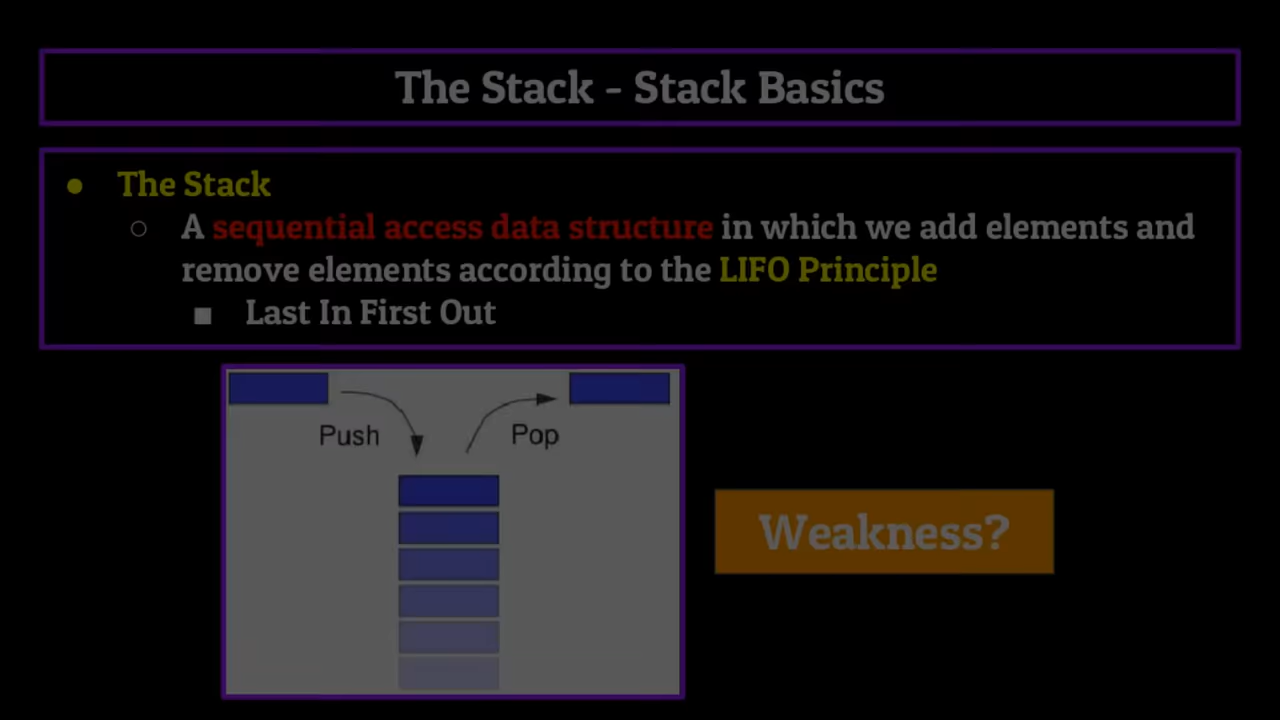 The Stack - Stack Basics
● The Stack
○ A sequential access data structure in which we add elements and
remove elements according to the LIFO Principle
■ Last In First Out
Push
Pop
Weakness?